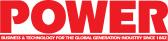 POWER
BUSINESS & TECHNOLOGY FOR THE GLOBAL GENERATION INDUSTRY SINCE 1882